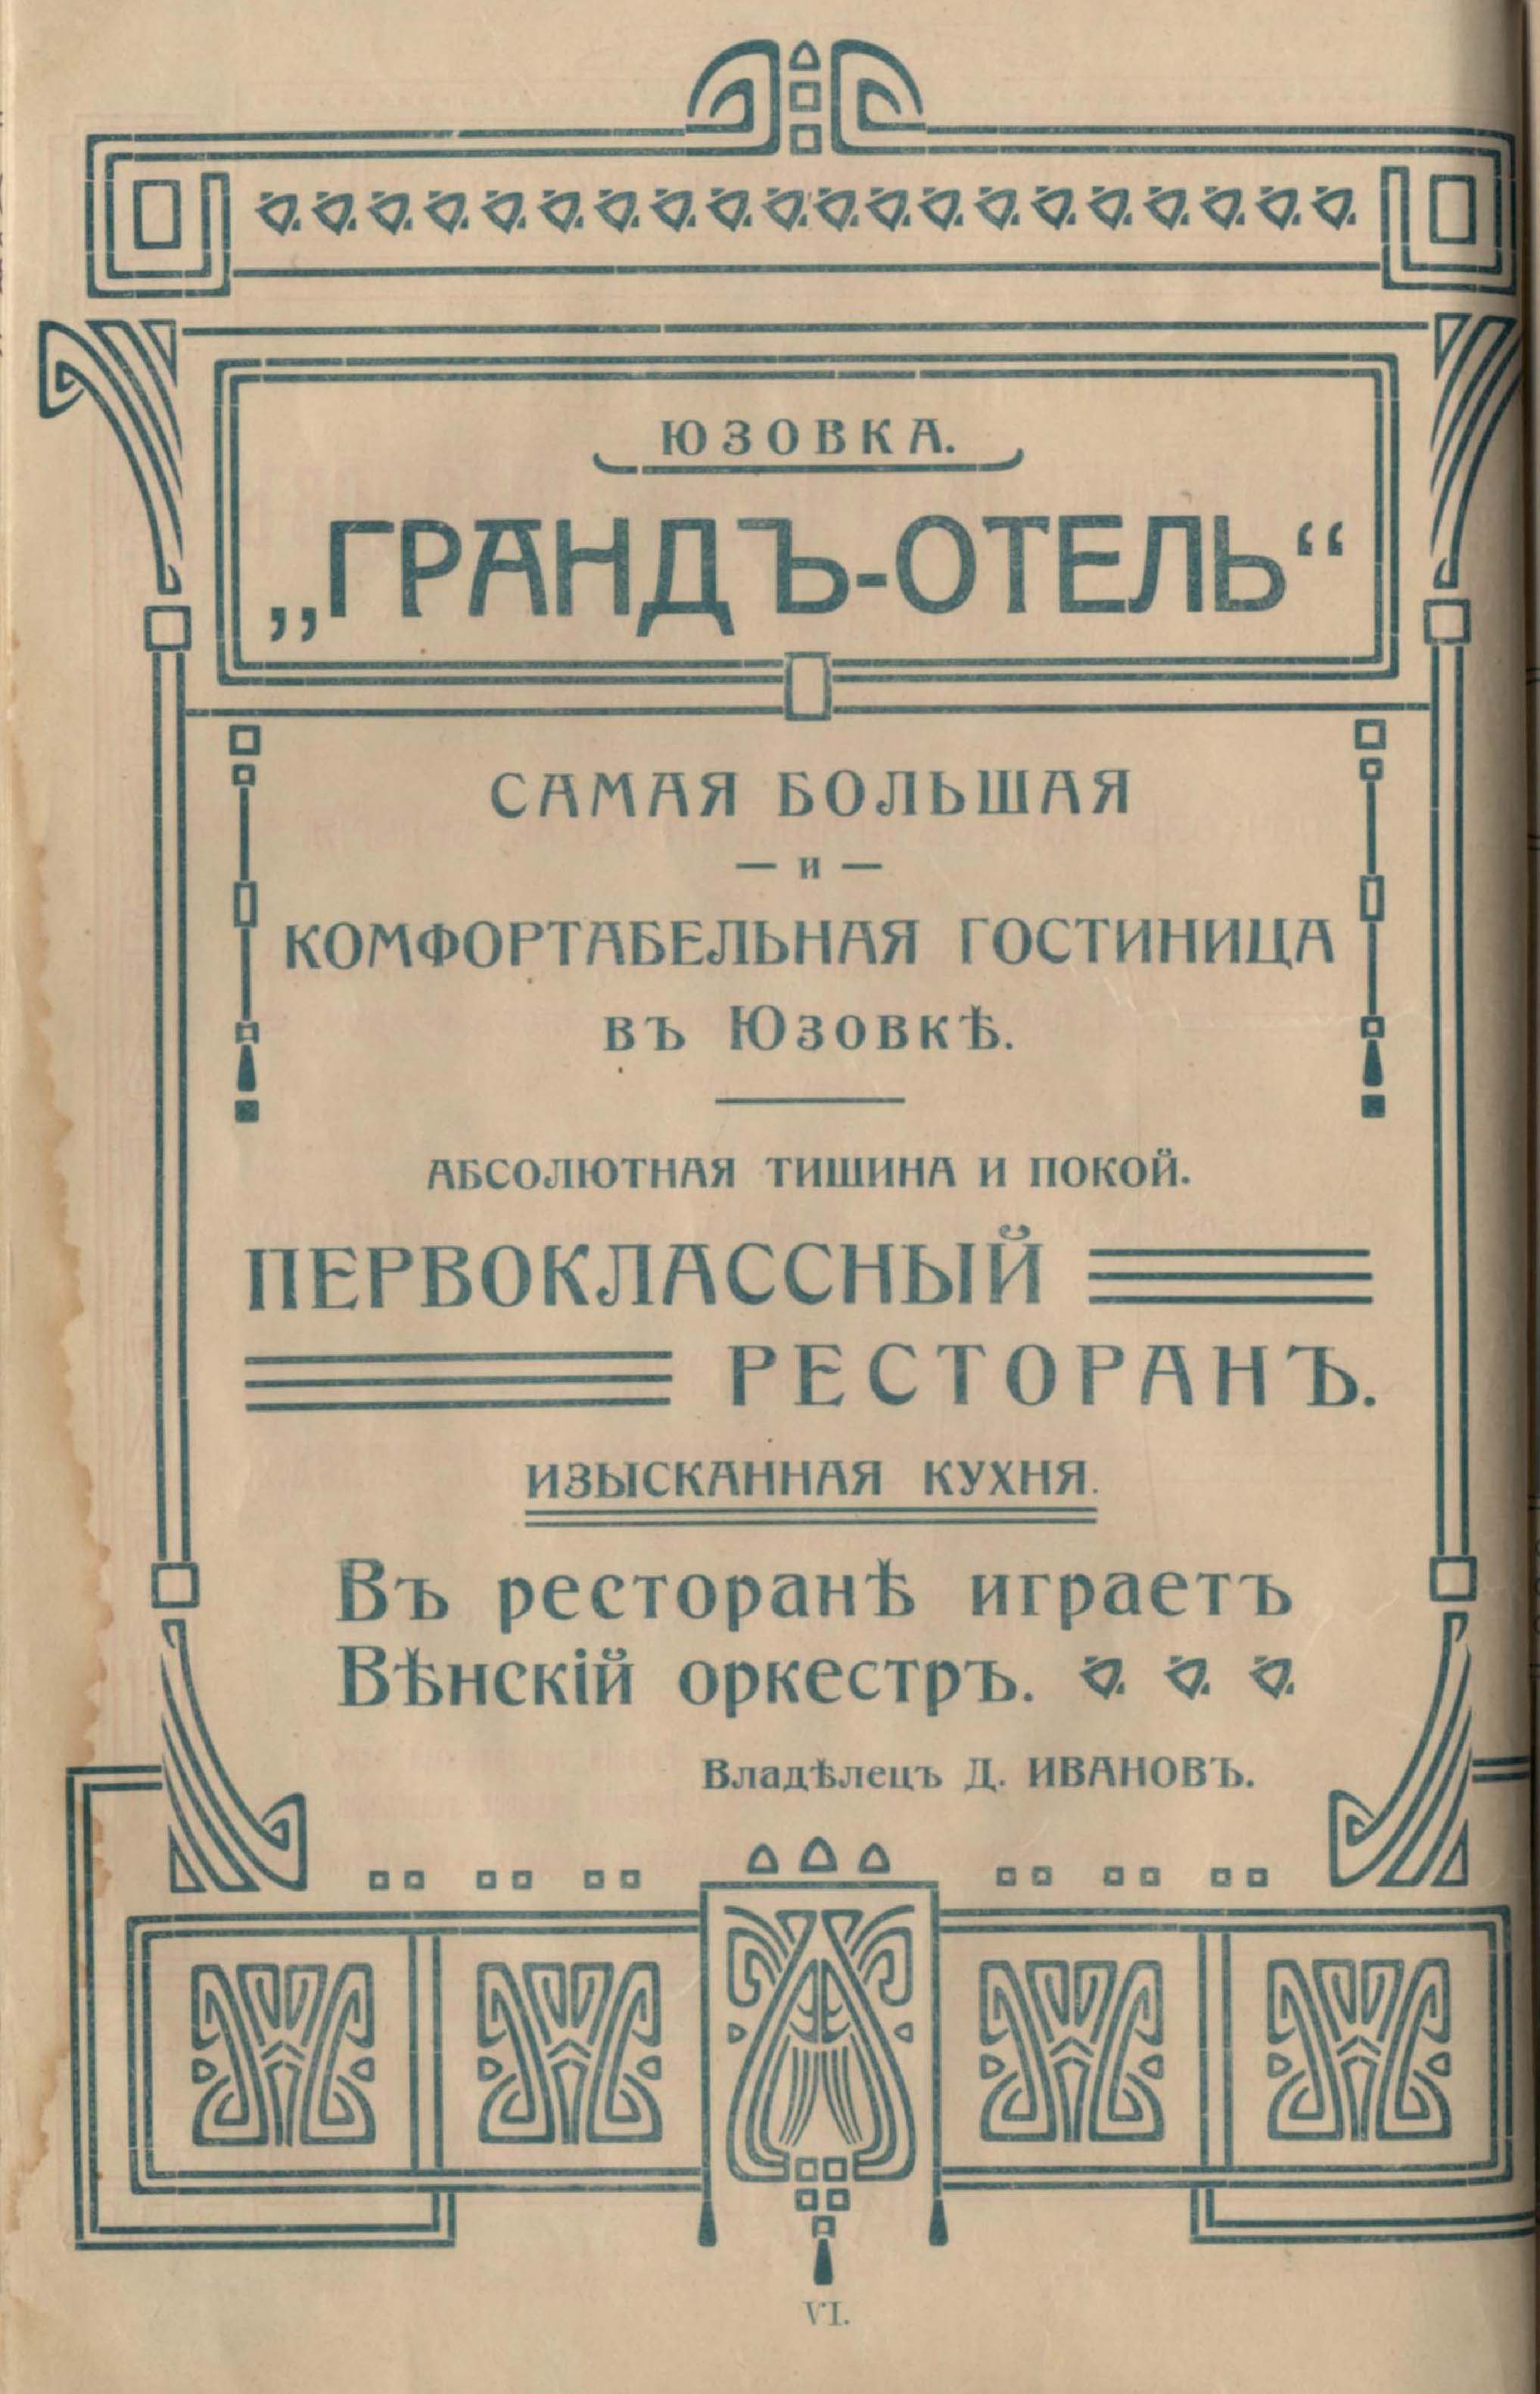 ЮЗОВКА.
„ГРАНДЪ-ОТЕЛЬ“
САМАЯ БОЛЬШАЯ
— и —
КОМФОРТАБЕЛЬНАЯ ГОСТИНИЦА
въ Юзовкѣ.
АБСОЛЮТНАЯ ТИШИНА И ПОКОЙ.
ПЕРВОКЛАССНЫЙ
РЕСТОРАНЪ.
ИЗЫСКАННАЯ КУХНЯ.
Въ ресторанѣ играетъ
Вѣнскій оркестръ.
Владѣлецъ Д. ИВАНОВЪ.
VI.